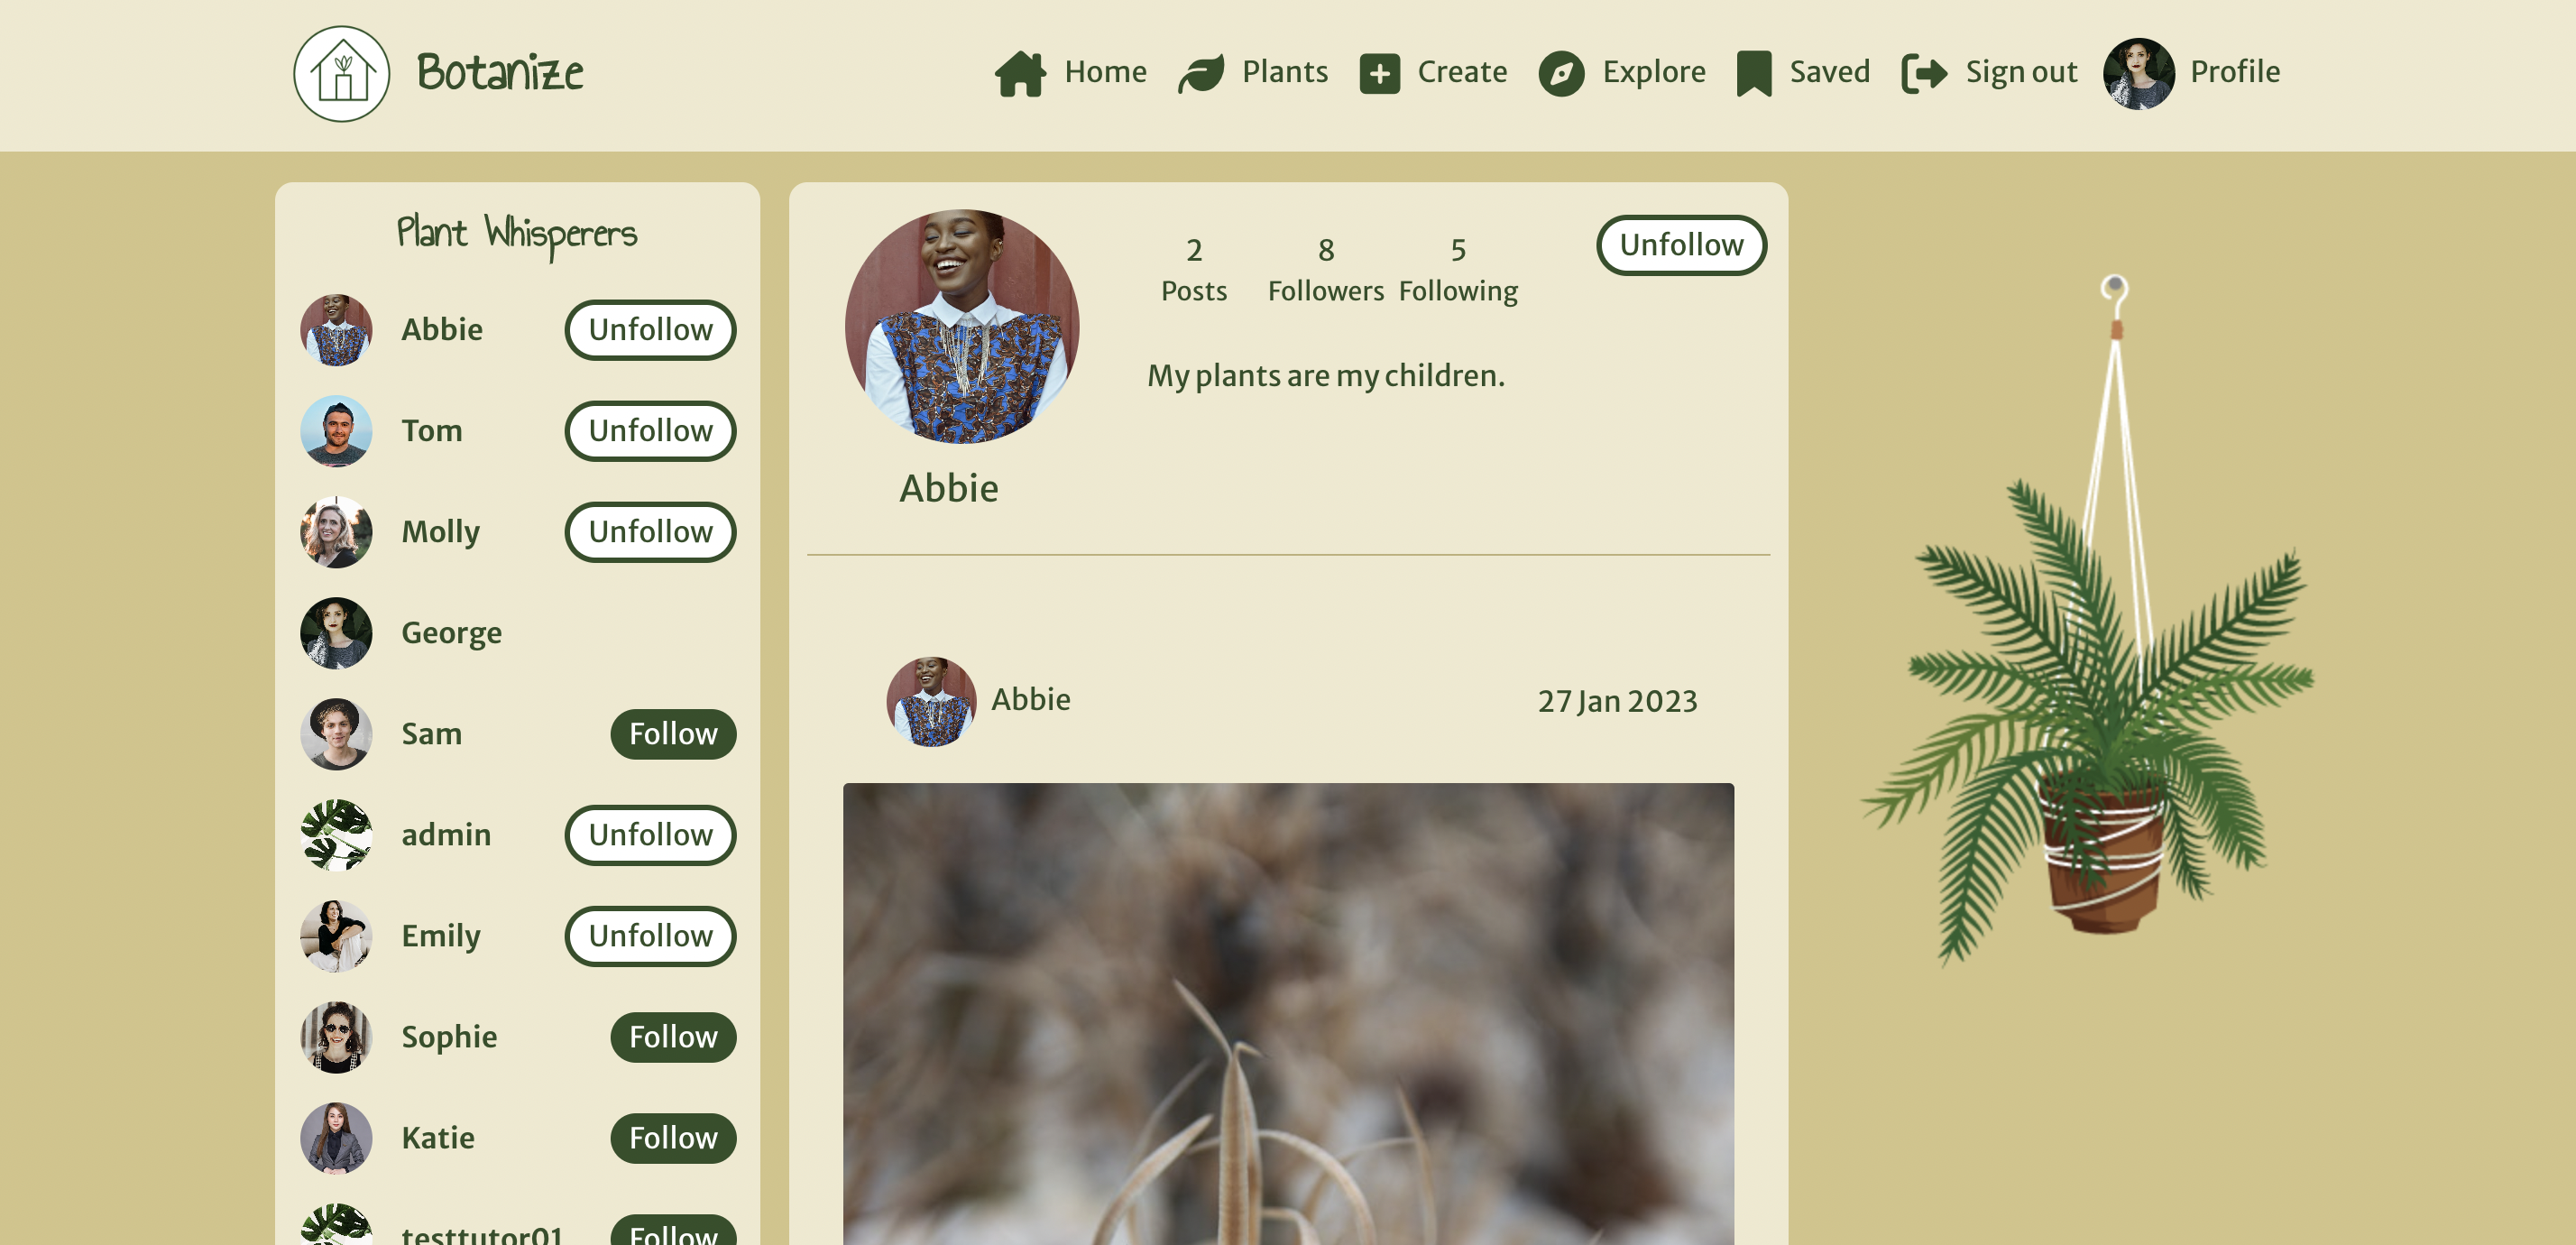 Botanize
Home Plants Create Explore Saved Sign out Profile
Plant Whisperers
Abbie Unfollow
Tom Unfollow
Molly Unfollow
George
Sam Follow
admin Unfollow
Emily Unfollow
Sophie Follow
Katie Follow
testtutor01 Follow
2 8 5
Posts Followers Following
Unfollow
My plants are my children.
Abbie
Abbie 27 Jan 2023